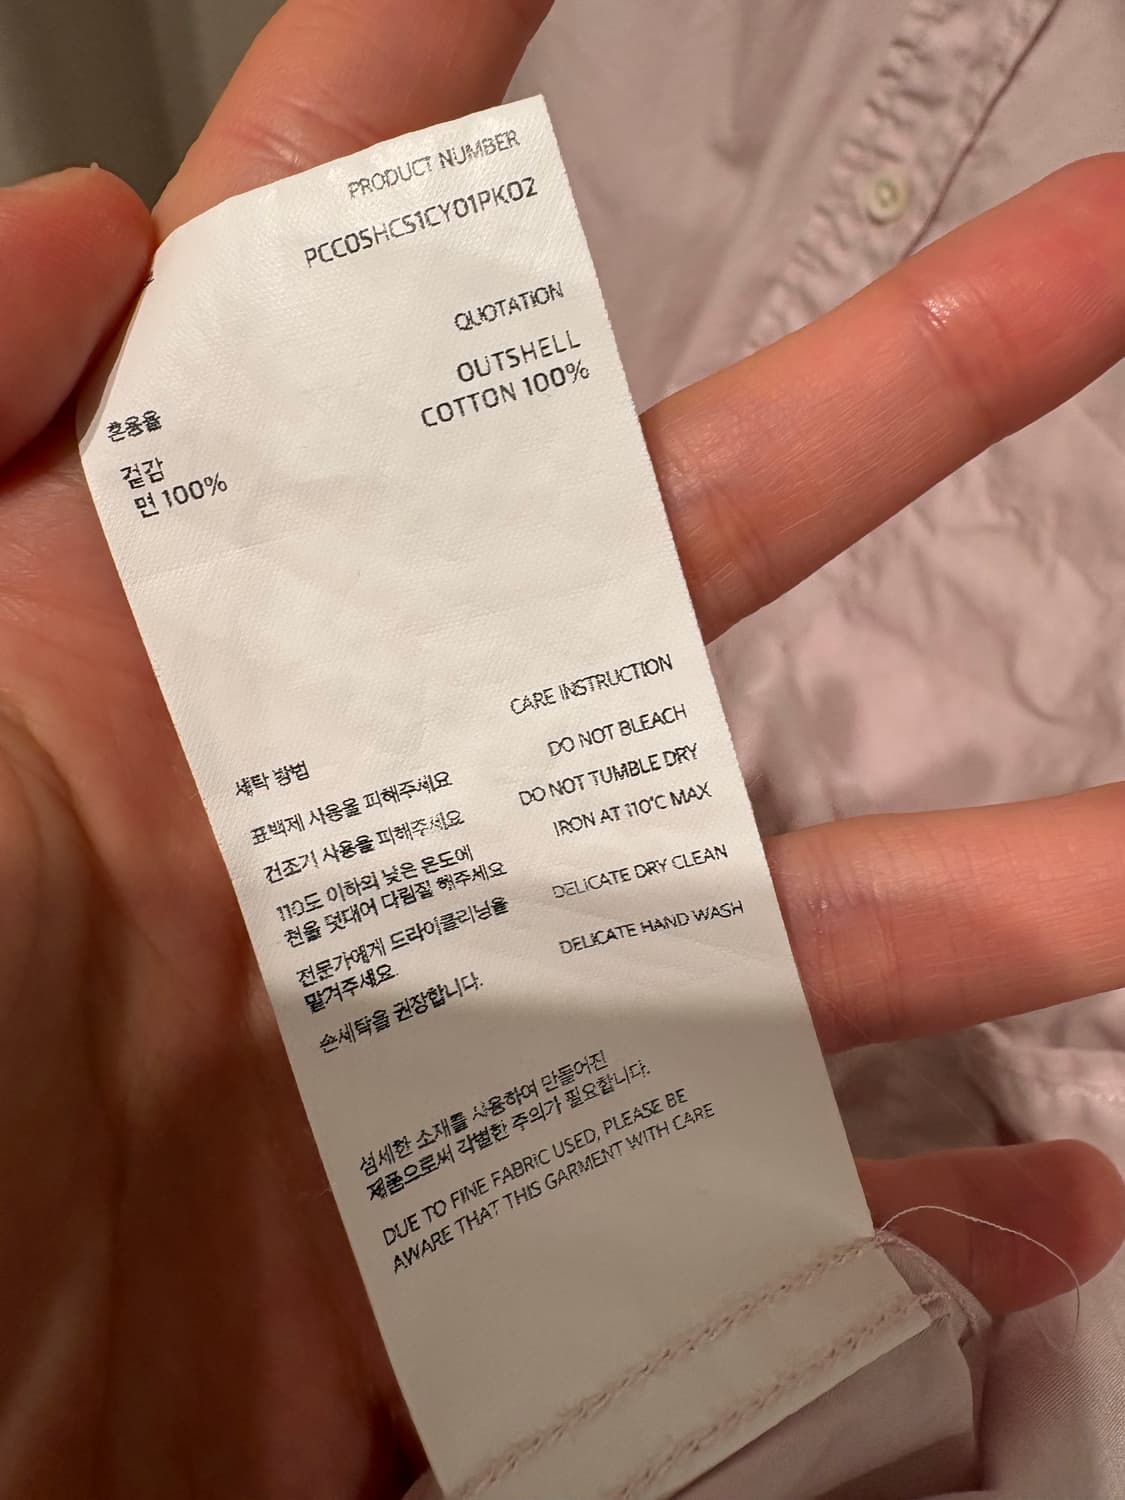 PRODUCT NUMBER
PCC05HCS1CY01PK02
QUOTATION
OUTSHELL
COTTON 100%
혼용율
겉감
면 100%
CARE INSTRUCTION
DO NOT BLEACH
DO NOT TUMBLE DRY
IRON AT 110°C MAX
DELICATE DRY CLEAN
DELICATE HAND WASH
세탁 방법
표백제 사용을 피해주세요
건조기 사용을 피해주세요
110도 이하의 낮은 온도에
천을 덧대어 다림질 해주세요
전문가에게 드라이클리닝을
맡겨주세요.
손세탁을 권장합니다.
섬세한 소재를 사용하여 만들어진
제품으로써 각별한 주의가 필요합니다.
DUE TO FINE FABRIC USED, PLEASE BE
AWARE THAT THIS GARMENT WITH CARE